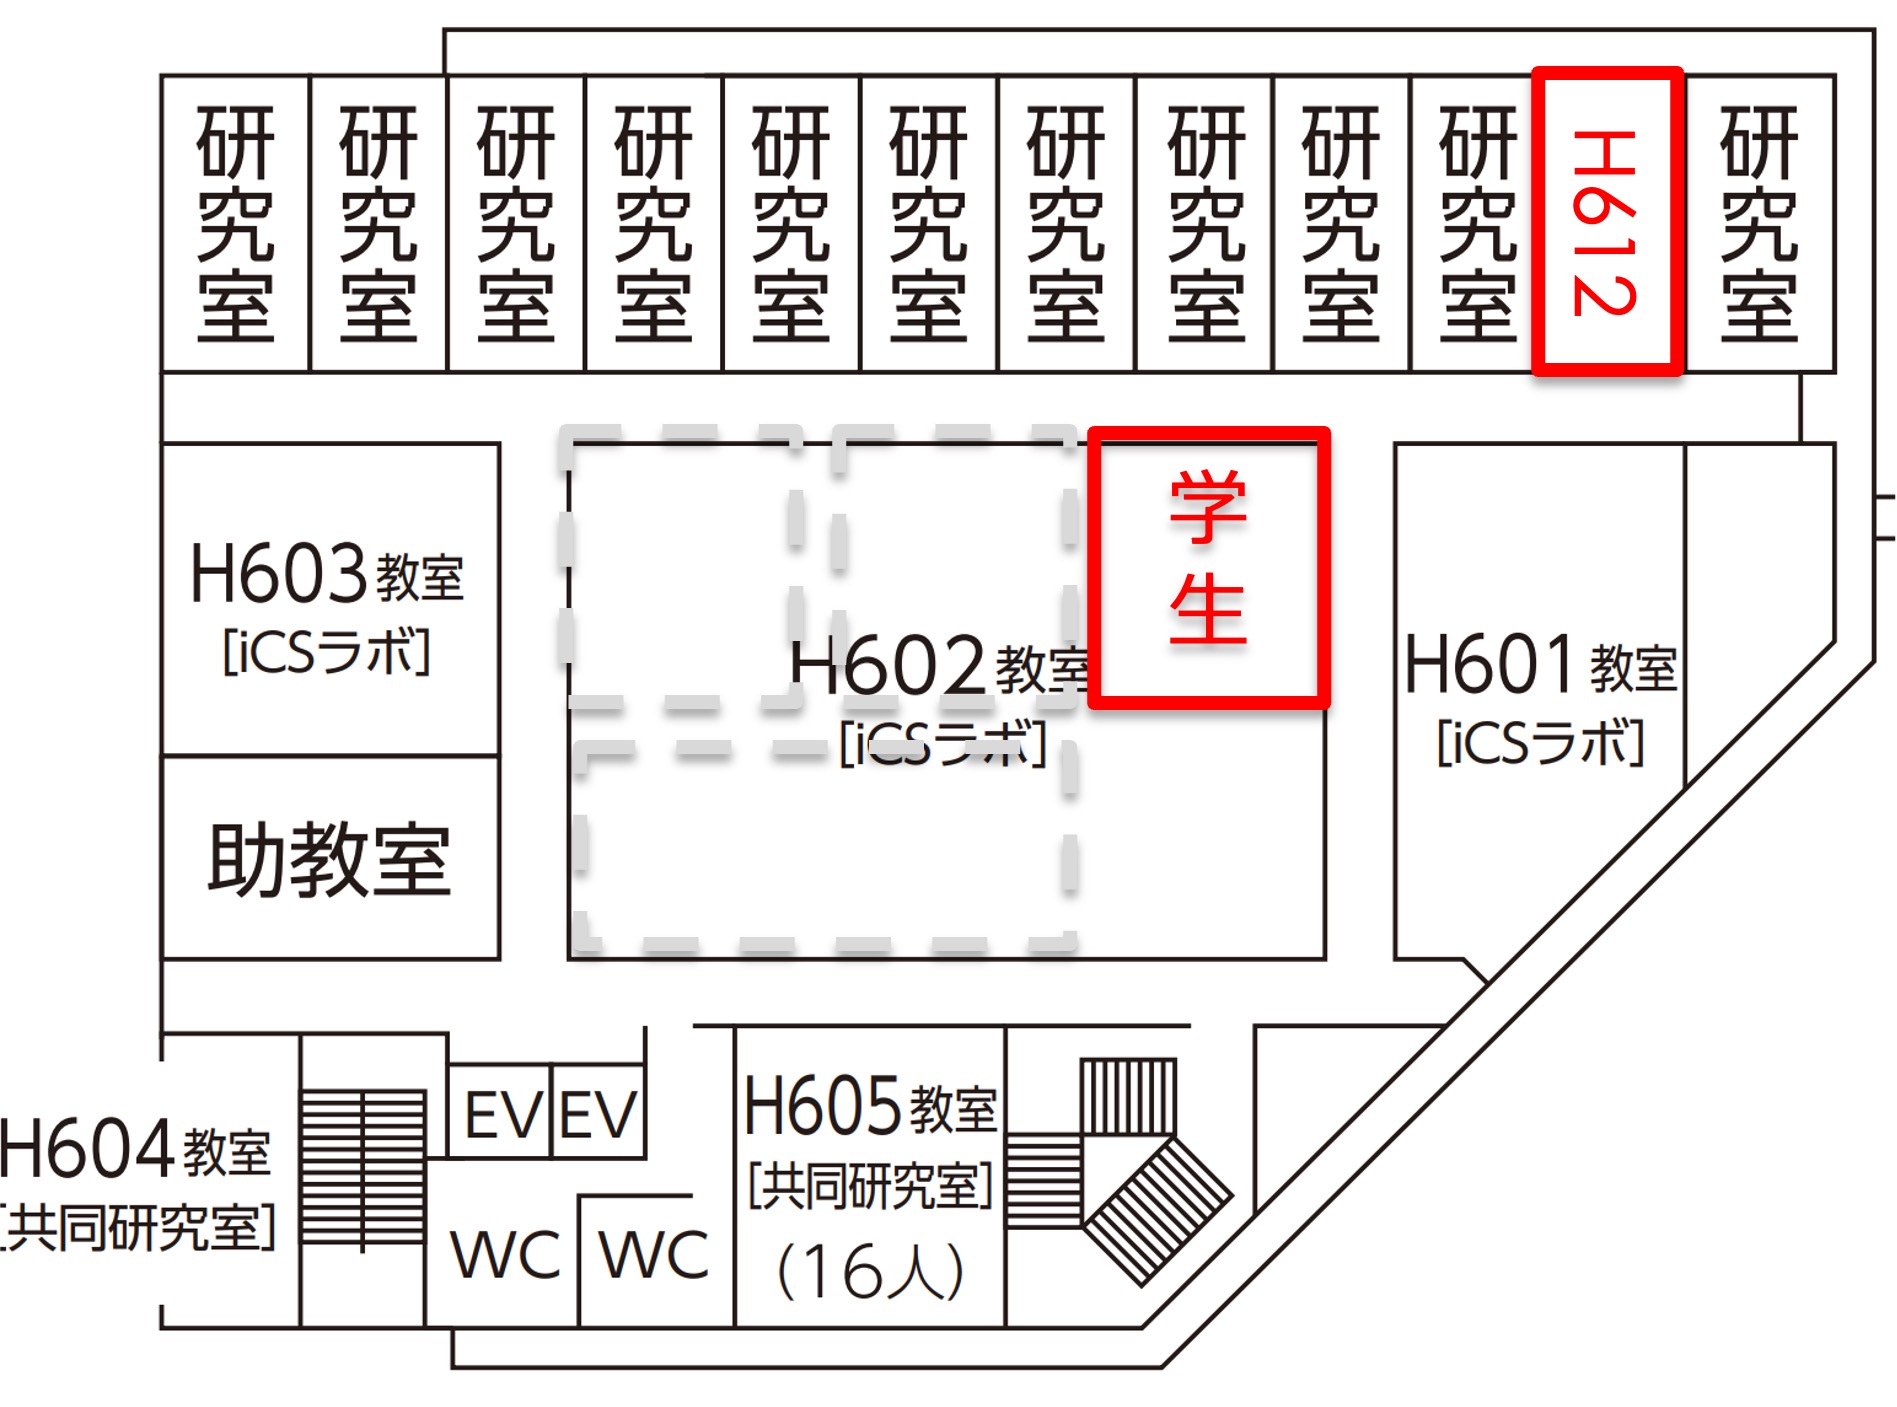 研究室
研究室
研究室
研究室
研究室
研究室
研究室
研究室
研究室
研究室
H612
研究室
H603教室
[iCSラボ]
助教室
H602教室
[iCSラボ]
学生
H601教室
[iCSラボ]
H604教室
[共同研究室]
EV
EV
WC
WC
H605教室
[共同研究室]
(16人)